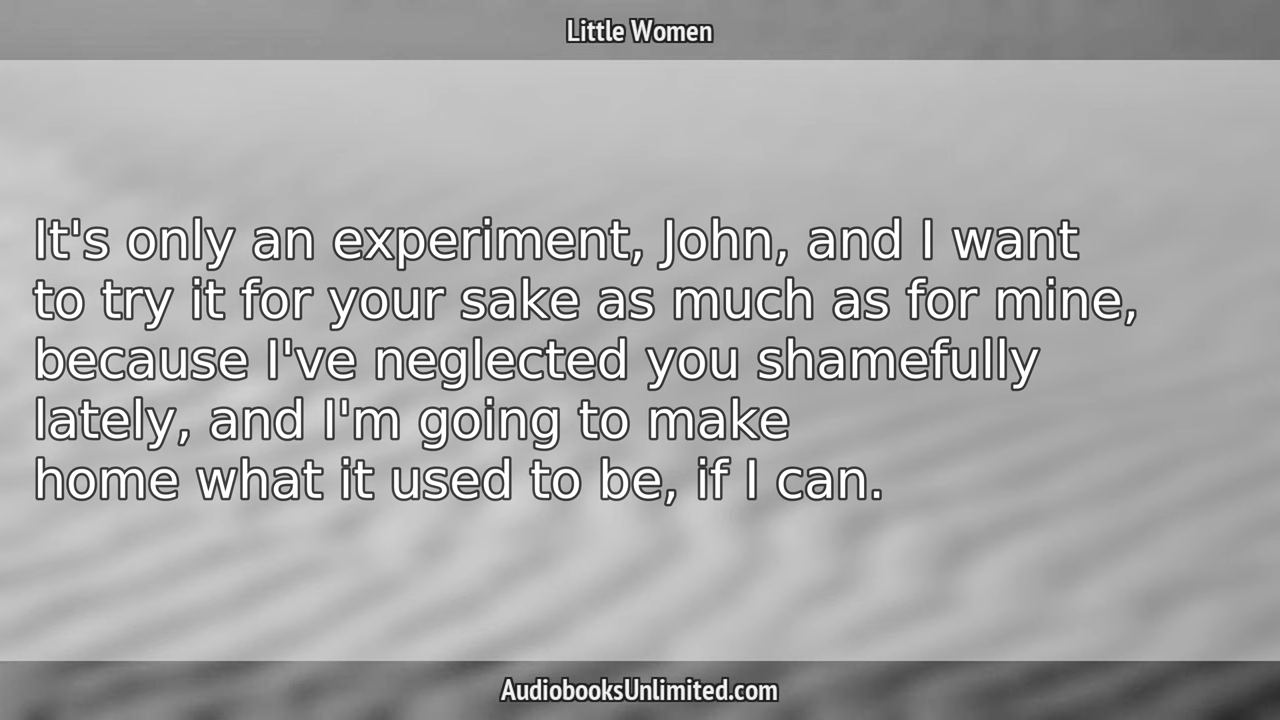 Little Women
It's only an experiment, John, and I want
to try it for your sake as much as for mine,
because I've neglected you shamefully
lately, and I'm going to make
home what it used to be, if I can.
AudiobooksUnlimited.com